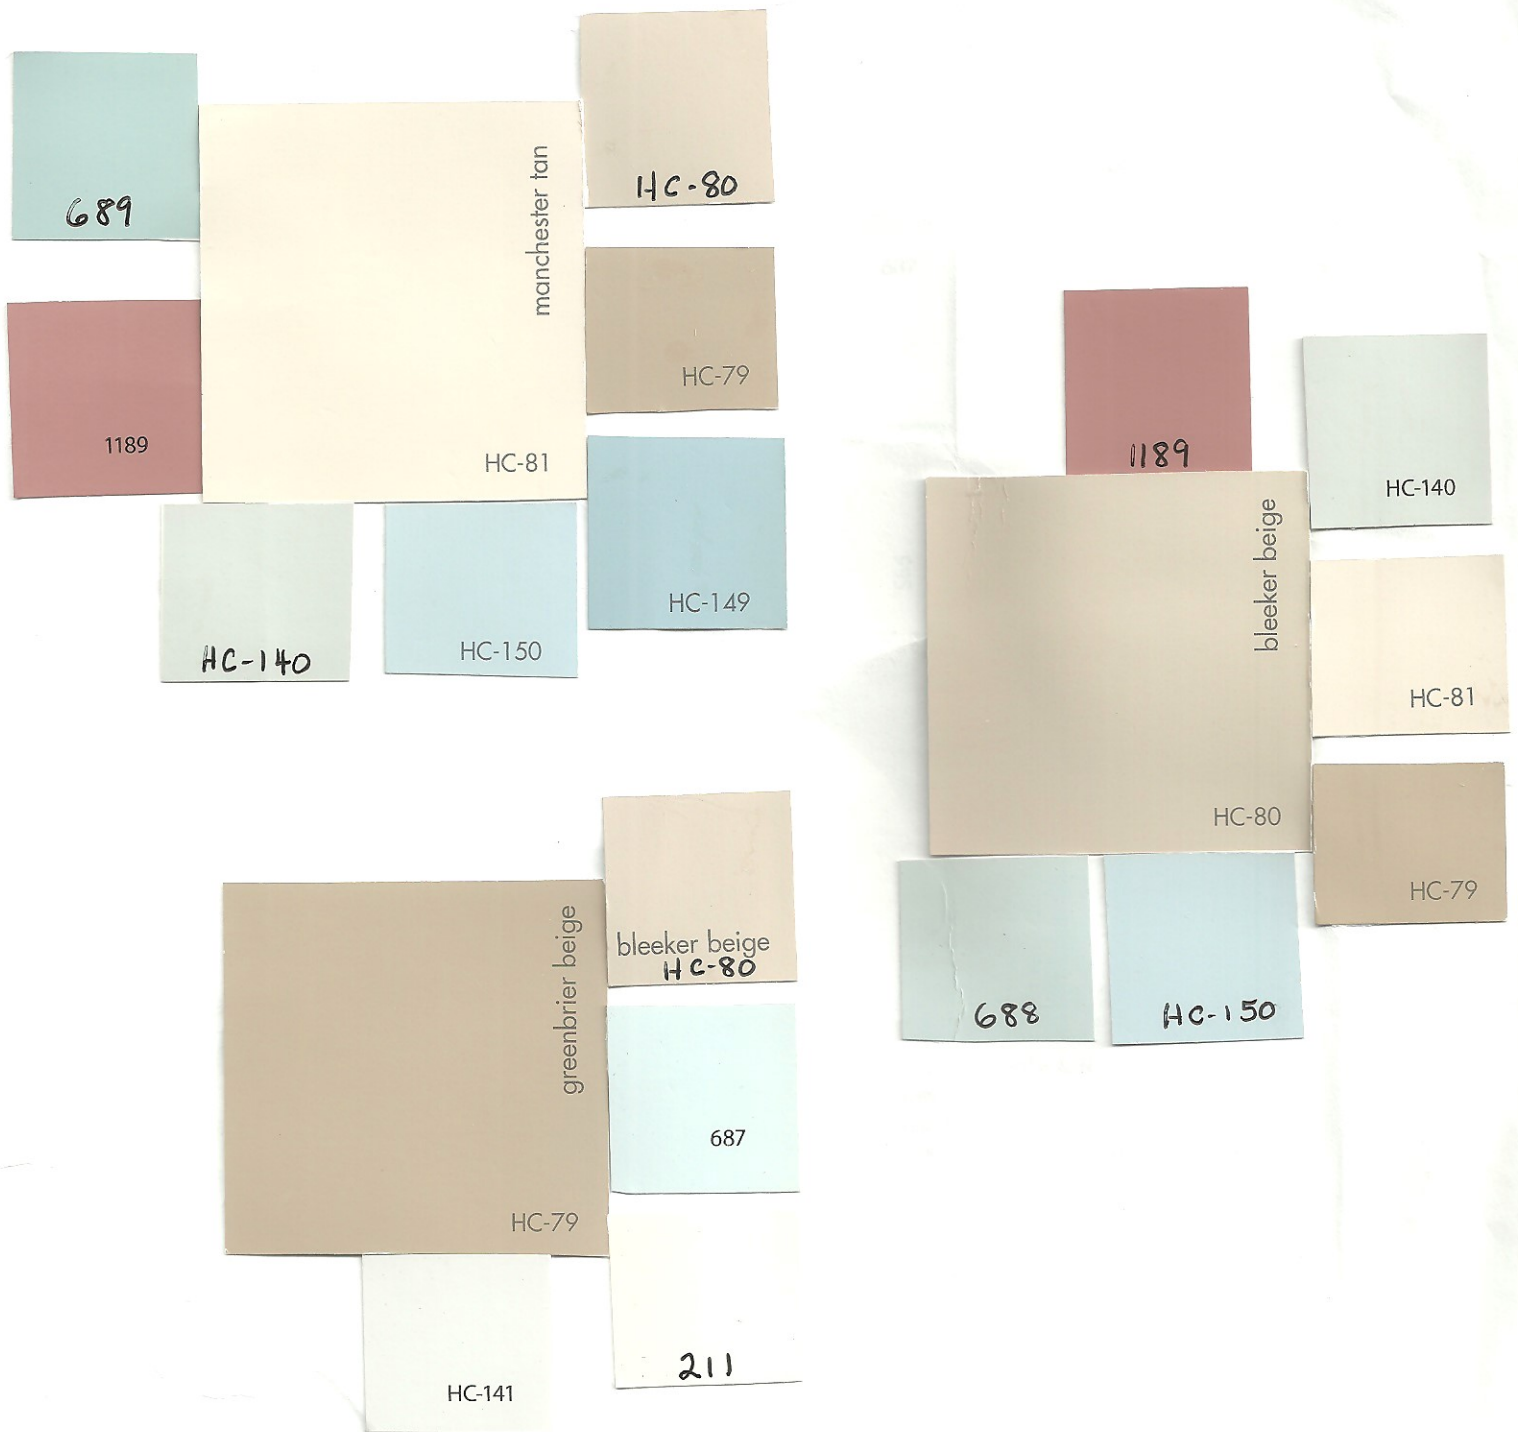 689
manchester tan
HC-80
HC-79
1189
HC-81
HC-149
HC-140
HC-150
1189
HC-140
bleeker beige
HC-81
HC-80
HC-79
688
HC-150
bleeker beige
HC-80
greenbrier beige
687
HC-79
211
HC-141